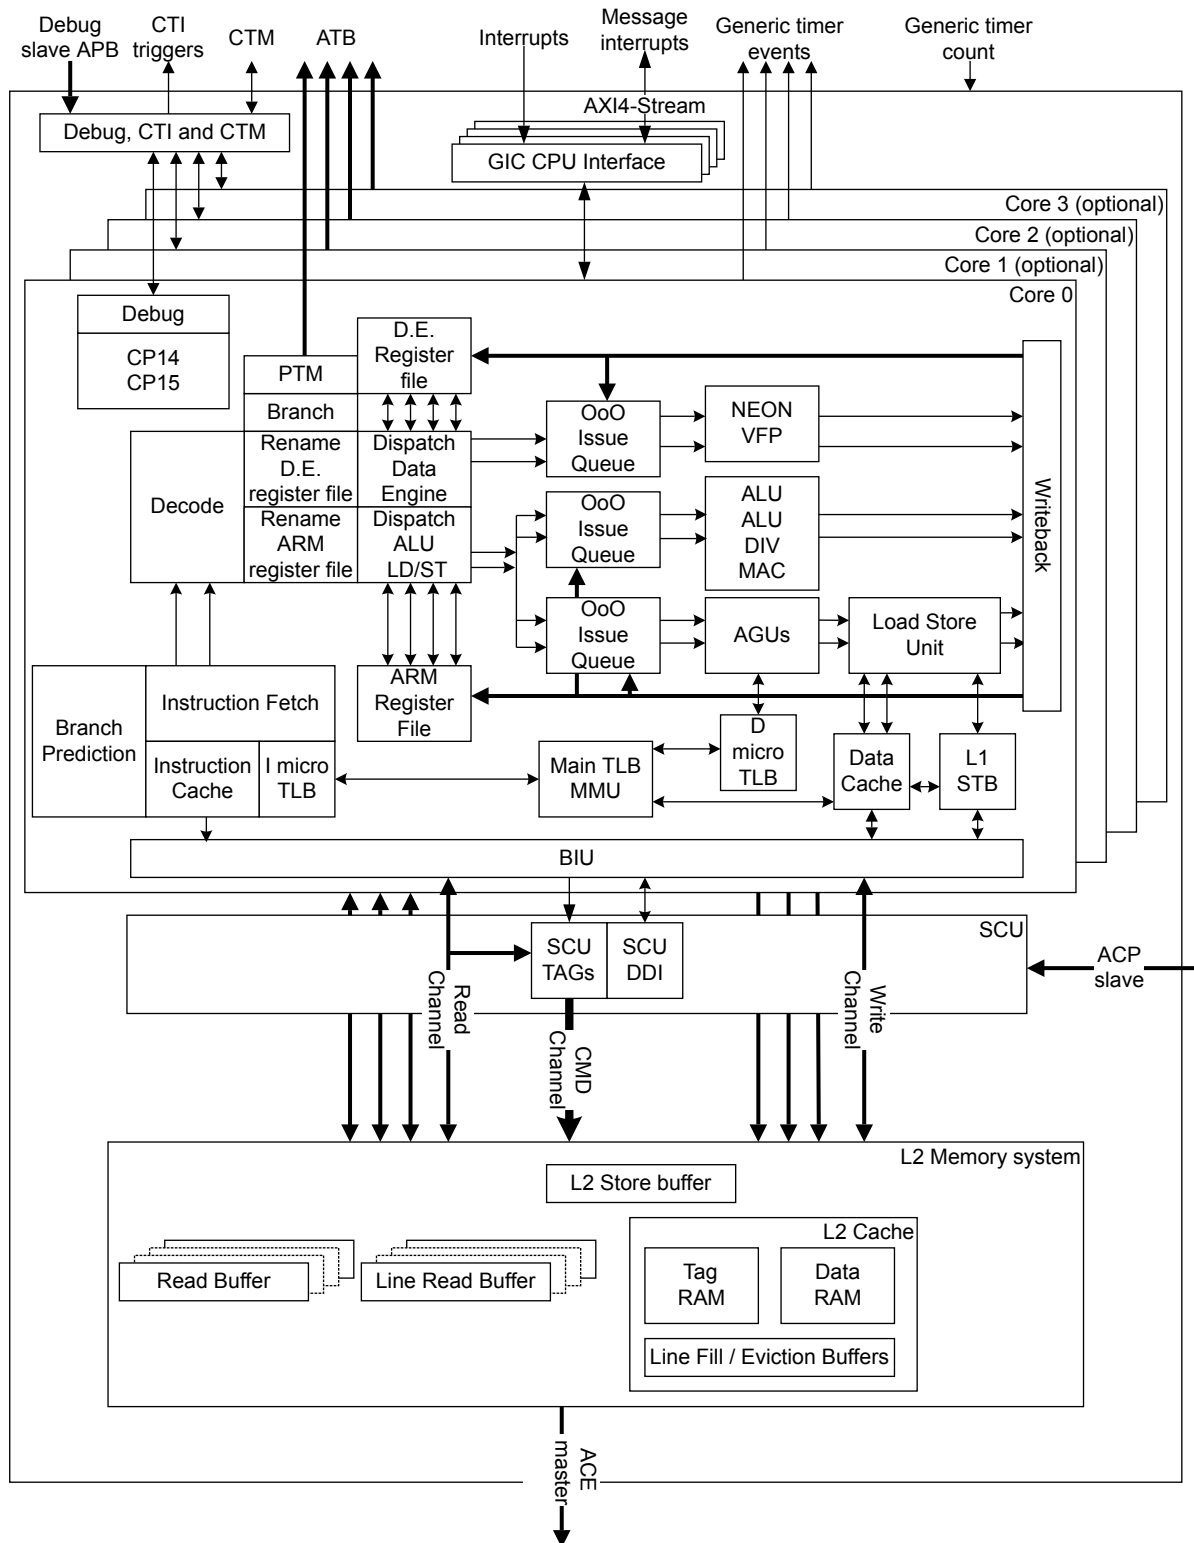 Debug
slave APB
CTI
triggers
CTM
ATB
Interrupts
Message
interrupts
Generic timer
events
Generic timer
count
AXI4-Stream
Debug, CTI and CTM
GIC CPU Interface
Core 3 (optional)
Core 2 (optional)
Core 1 (optional)
Core 0
Debug
CP14
CP15
PTM
D.E.
Register
file
Branch
Decode
Rename
D.E.
register file
Dispatch
Data
Engine
Rename
ARM
register file
Dispatch
ALU
LD/ST
OoO
Issue
Queue
NEON
VFP
OoO
Issue
Queue
ALU
ALU
DIV
MAC
OoO
Issue
Queue
AGUs
Load Store
Unit
Writeback
Branch
Prediction
Instruction Fetch
Instruction
Cache
I micro
TLB
ARM
Register
File
Main TLB
MMU
D
micro
TLB
Data
Cache
L1
STB
BIU
SCU
SCU
TAGs
SCU
DDI
ACP
slave
Read
Channel
CMD
Channel
Write
Channel
L2 Memory system
L2 Store buffer
Read Buffer
Line Read Buffer
L2 Cache
Tag
RAM
Data
RAM
Line Fill / Eviction Buffers
ACE
master